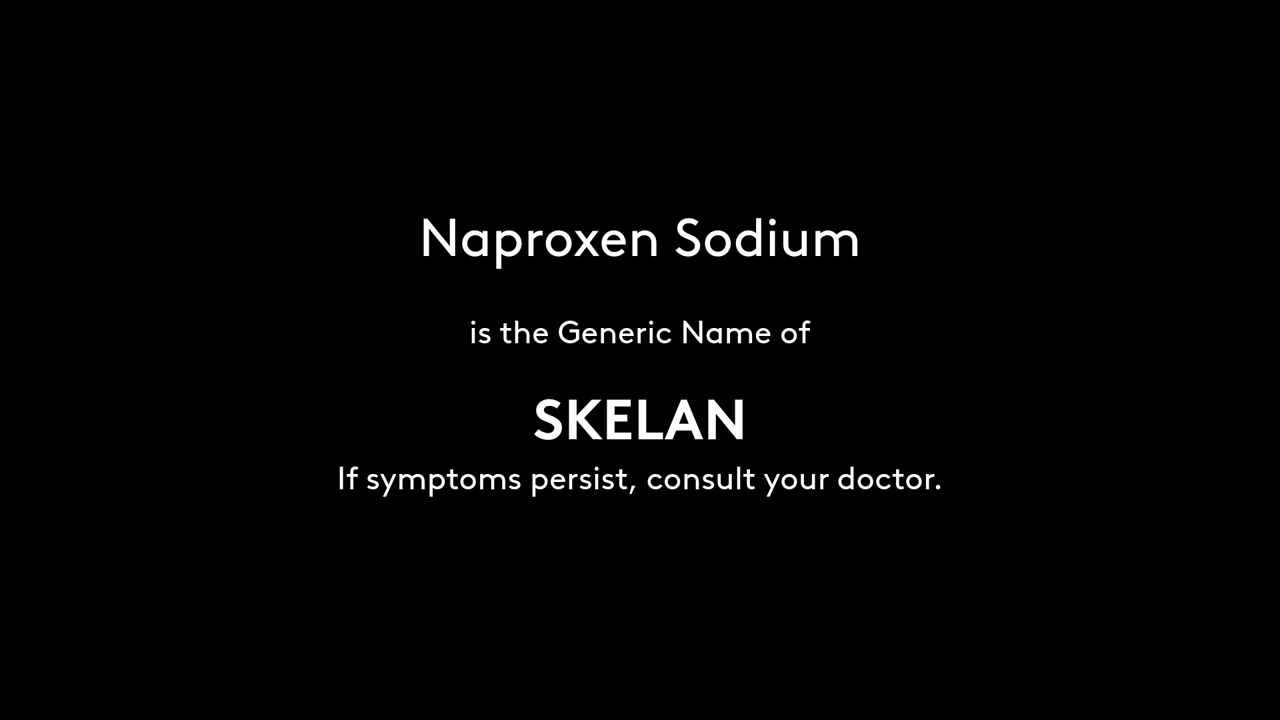 Naproxen Sodium
is the Generic Name of
SKELAN
If symptoms persist, consult your doctor.